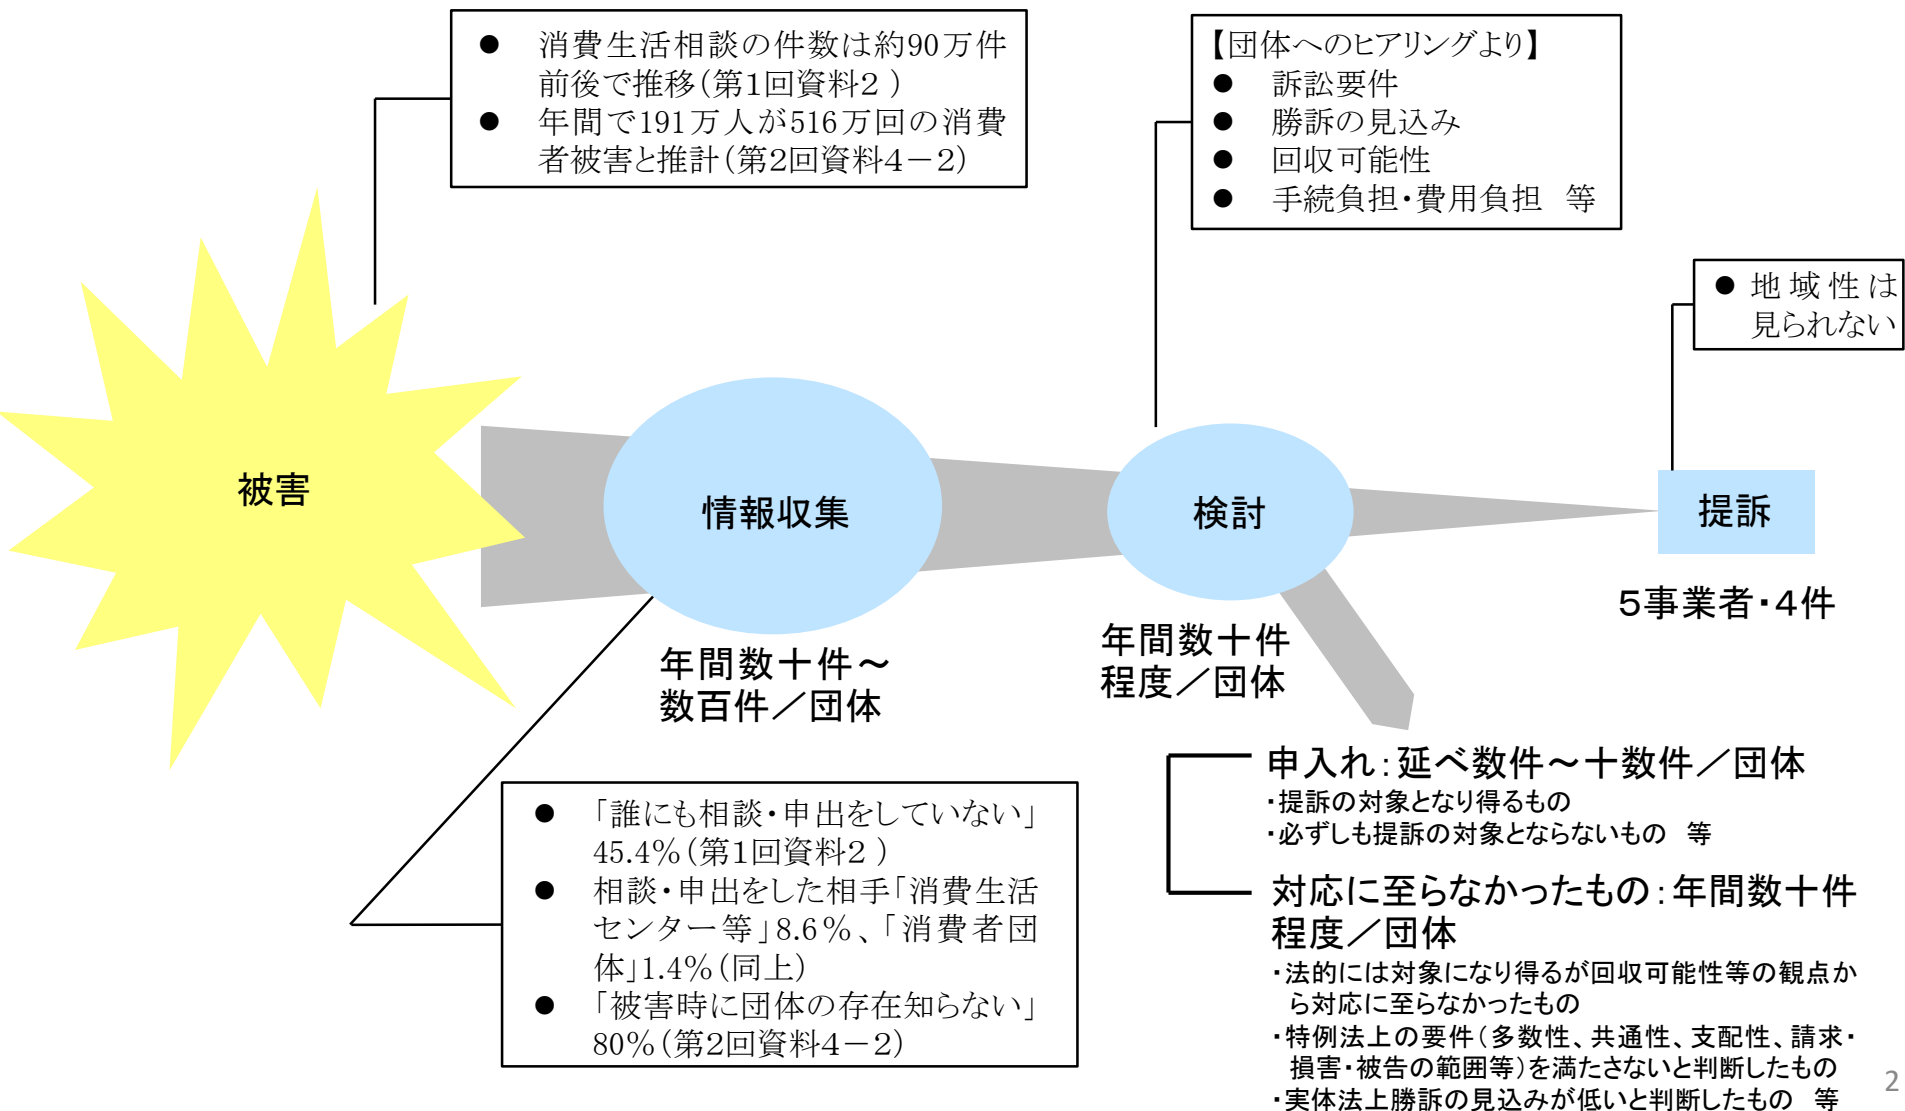 ● 消費生活相談の件数は約90万件
前後で推移(第1回資料2 )
● 年間で191万人が516万回の消費
者被害と推計(第2回資料4－2)
【団体へのヒアリングより】
● 訴訟要件
● 勝訴の見込み
● 回収可能性
● 手続負担・費用負担　等
● 地域性は
見られない
被害
情報収集
検討
提訴
年間数十件～
数百件／団体
年間数十件
程度／団体
5事業者・4件
● 「誰にも相談・申出をしていない」
45.4%(第1回資料2 )
● 相談・申出をした相手「消費生活
センター等」8.6%、「消費者団
体」1.4%(同上)
● 「被害時に団体の存在知らない」
80%(第2回資料4－2)
申入れ：延べ数件～十数件／団体
・提訴の対象となり得るもの
・必ずしも提訴の対象とならないもの　等
対応に至らなかったもの：年間数十件
程度／団体
・法的には対象になり得るが回収可能性等の観点か
ら対応に至らなかったもの
・特例法上の要件(多数性、共通性、支配性、請求・
損害・被告の範囲等)を満たさないと判断したもの
・実体法上勝訴の見込みが低いと判断したもの　等
2